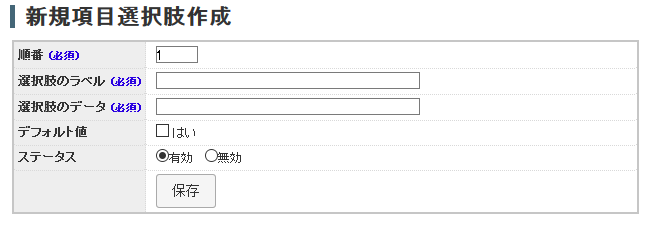 新規項目選択肢作成
順番 (必須) 1
選択肢のラベル (必須)
選択肢のデータ (必須)
デフォルト値 はい
ステータス 有効 無効
保存